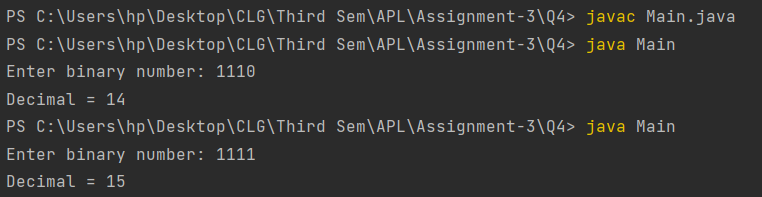 PS C:\Users\hp\Desktop\CLG\Third Sem\APL\Assignment-3\Q4> javac Main.java
PS C:\Users\hp\Desktop\CLG\Third Sem\APL\Assignment-3\Q4> java Main
Enter binary number: 1110
Decimal = 14
PS C:\Users\hp\Desktop\CLG\Third Sem\APL\Assignment-3\Q4> java Main
Enter binary number: 1111
Decimal = 15